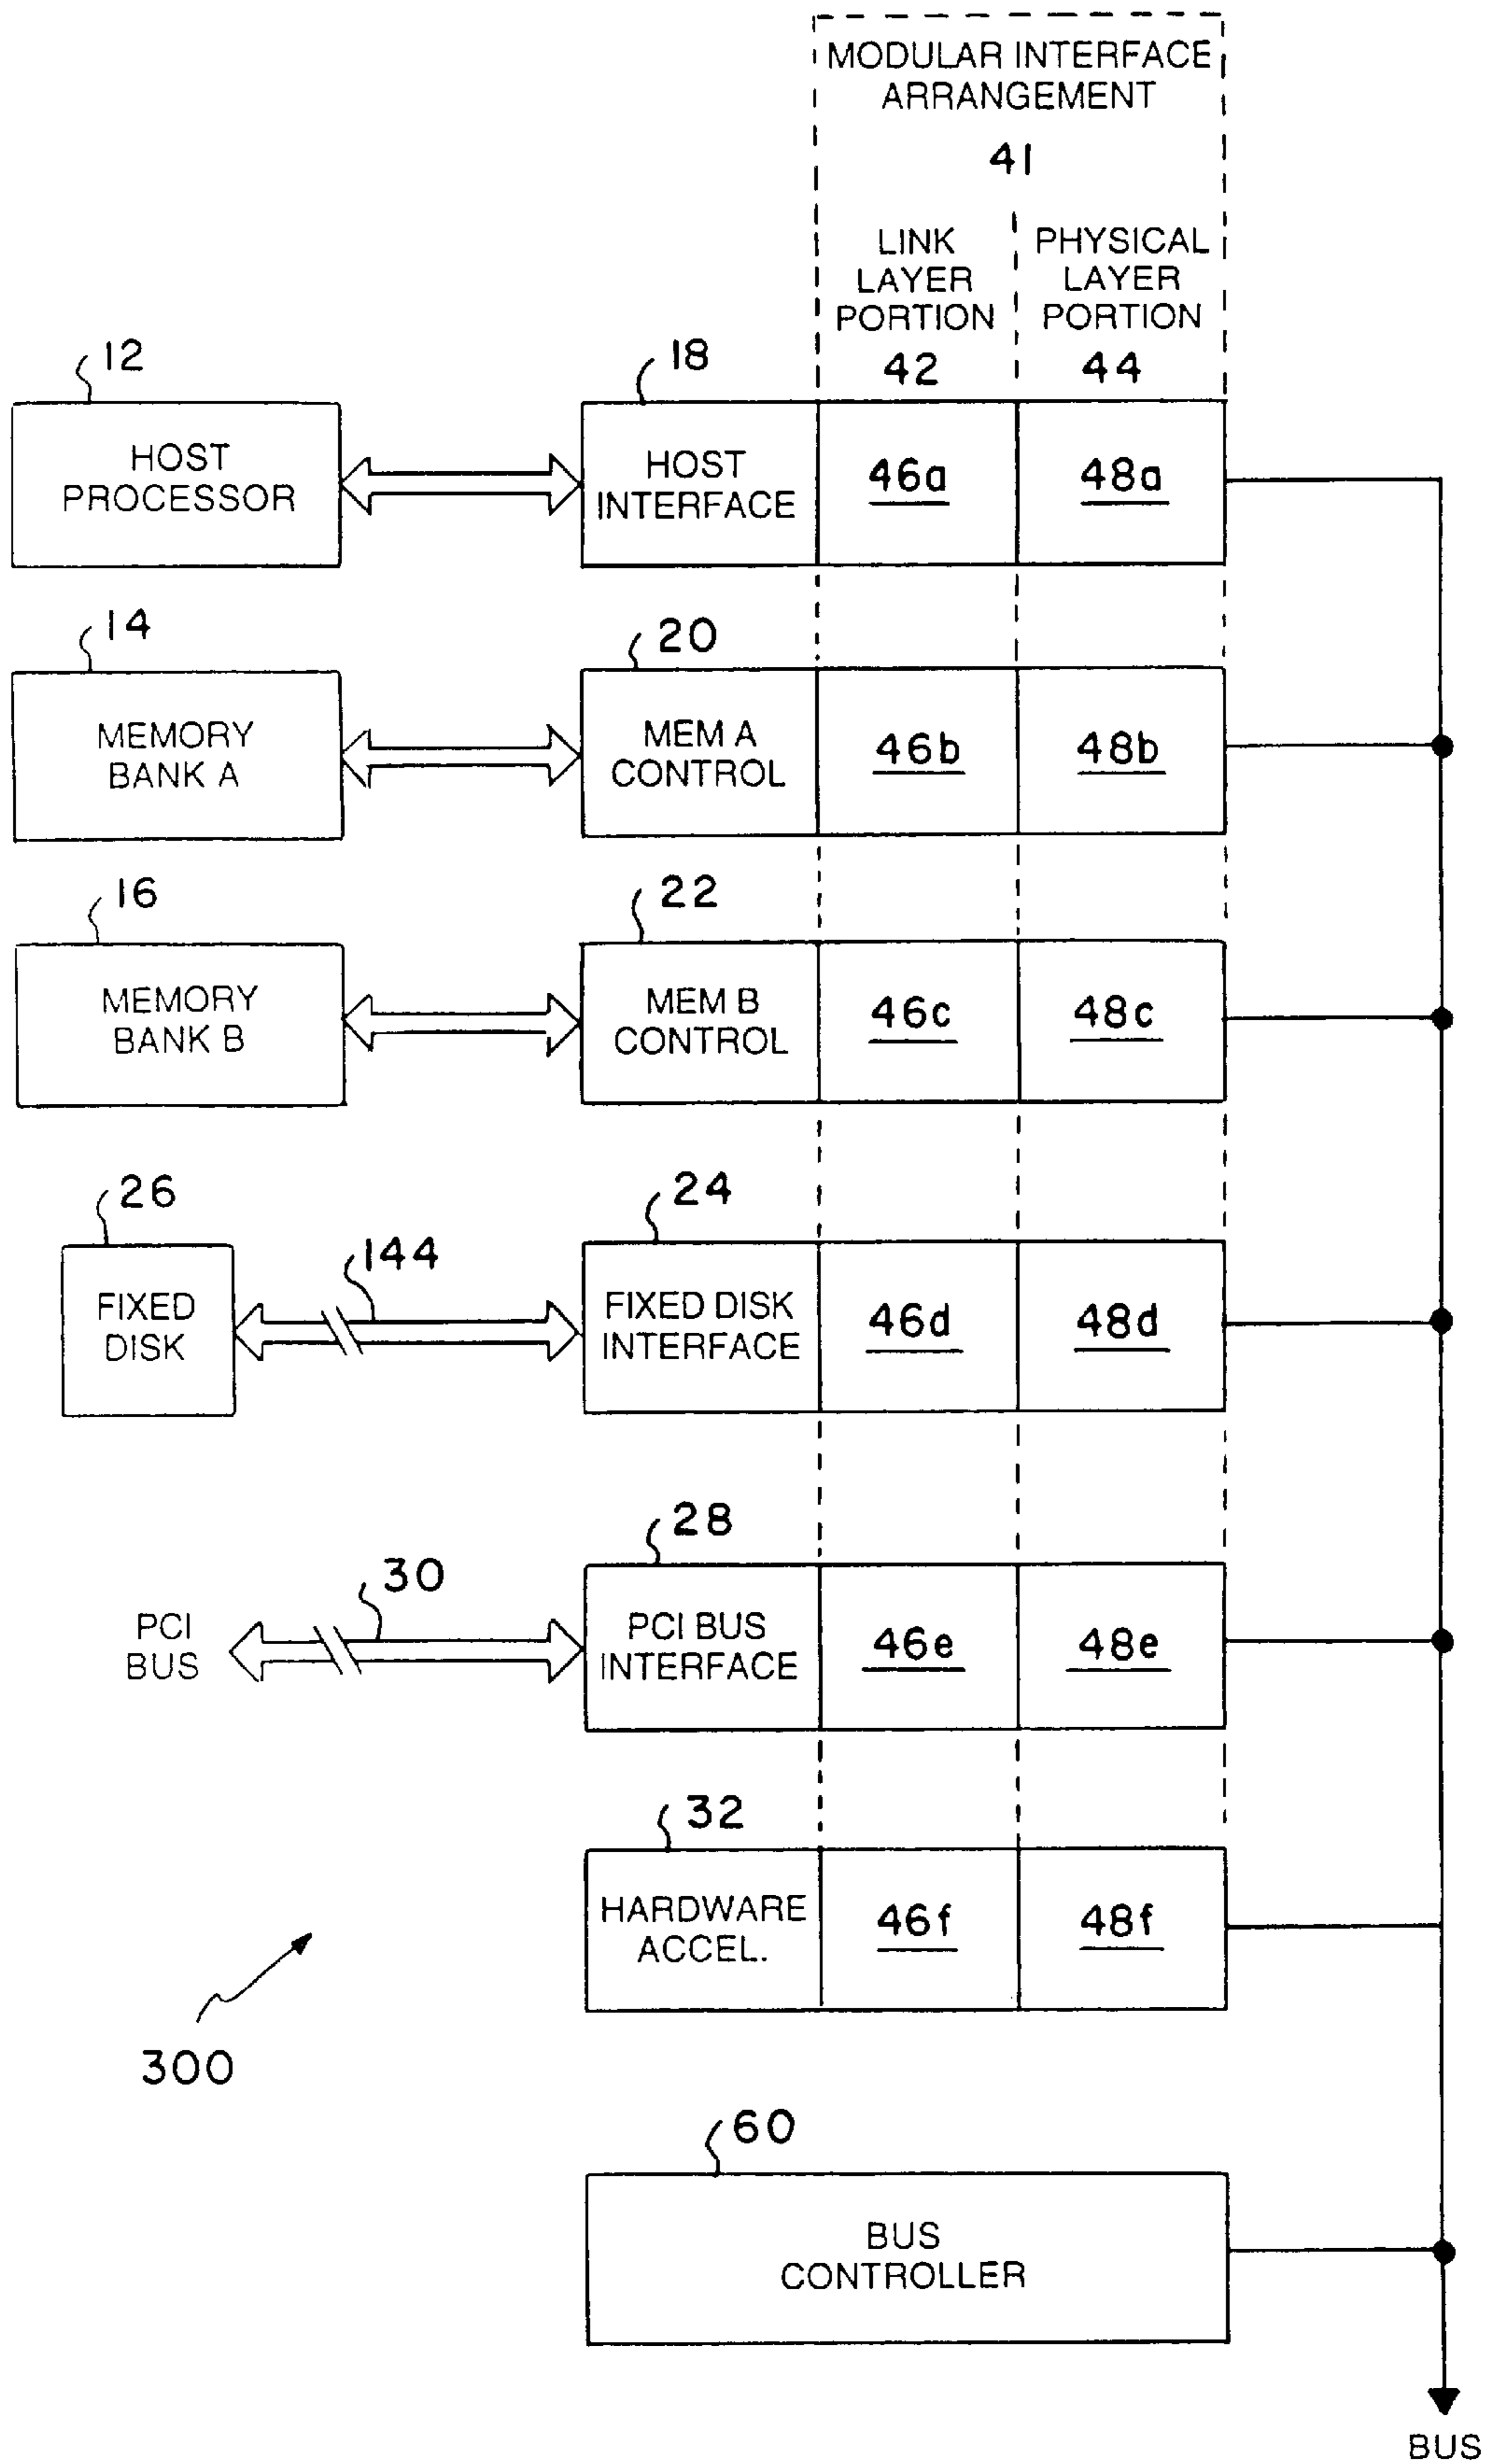 MODULAR INTERFACE
ARRANGEMENT
41
LINK
LAYER
PORTION
42
PHYSICAL
LAYER
PORTION
44
12
HOST
PROCESSOR
18
HOST
INTERFACE
46a
48a
14
MEMORY
BANK A
20
MEM A
CONTROL
46b
48b
16
MEMORY
BANK B
22
MEM B
CONTROL
46c
48c
26
FIXED
DISK
144
24
FIXED DISK
INTERFACE
46d
48d
PCI
BUS
30
28
PCI BUS
INTERFACE
46e
48e
32
HARDWARE
ACCEL.
46f
48f
300
60
BUS
CONTROLLER
BUS